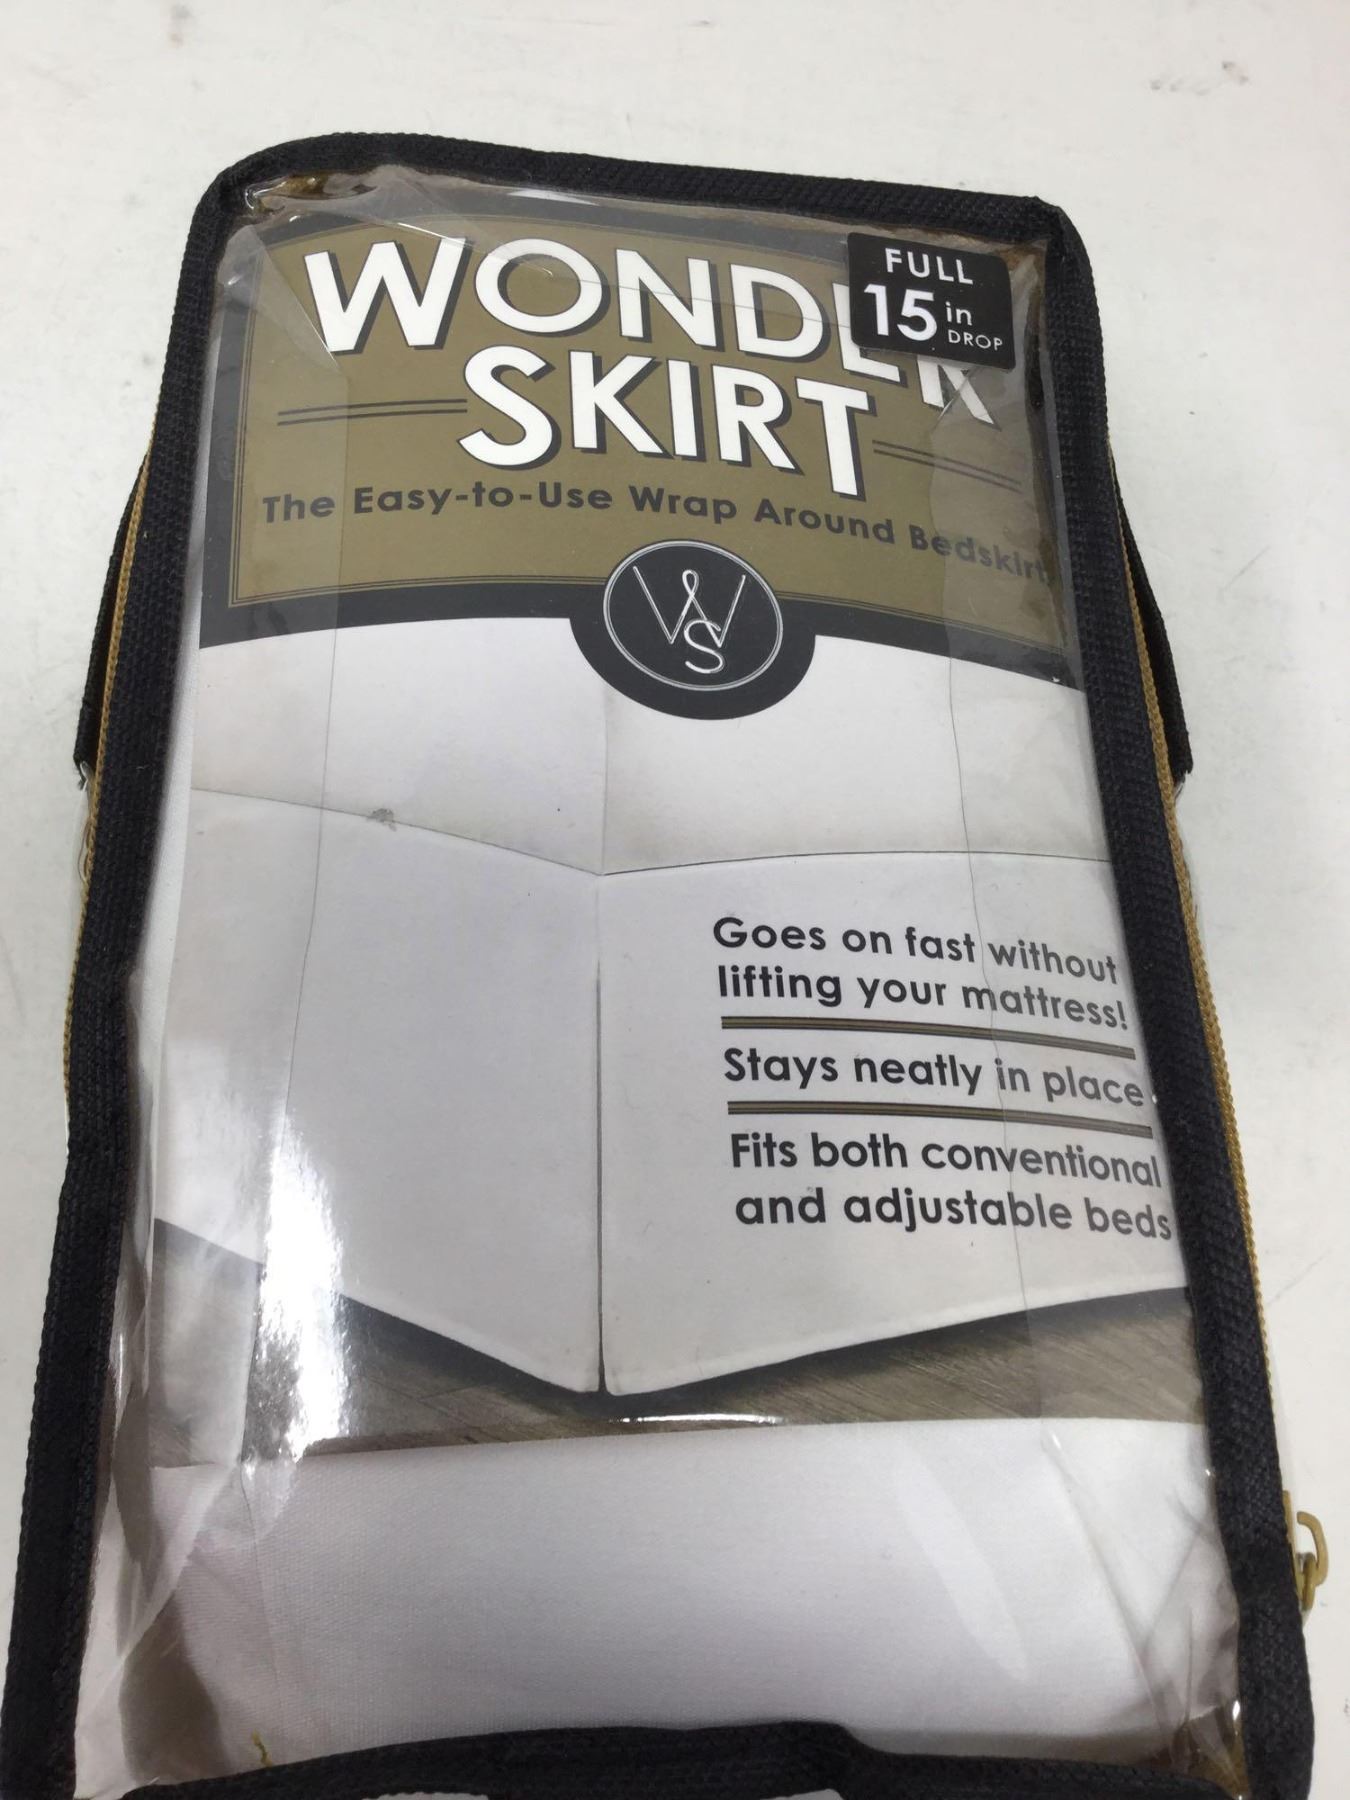 WONDER
SKIRT
FULL
15 in
DROP
The Easy-to-Use Wrap Around Bedskirt
WS
Goes on fast without
lifting your mattress!
Stays neatly in place
Fits both conventional
and adjustable beds